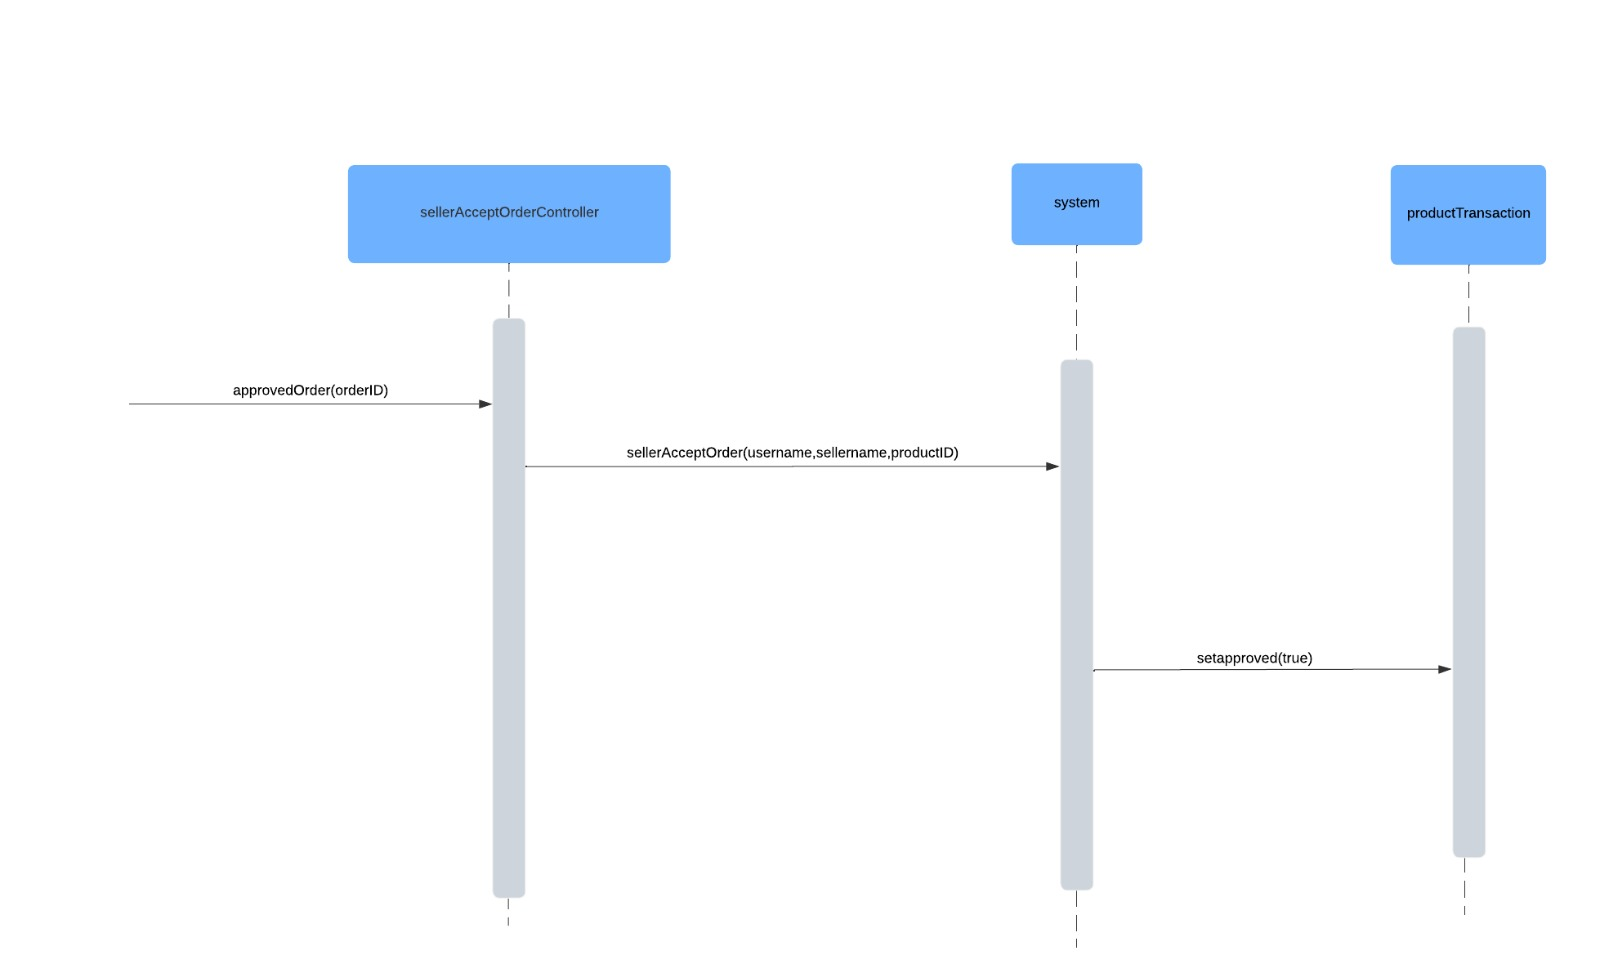 sellerAcceptOrderController
system
productTransaction
approvedOrder(orderID)
sellerAcceptOrder(username,sellername,productID)
setapproved(true)